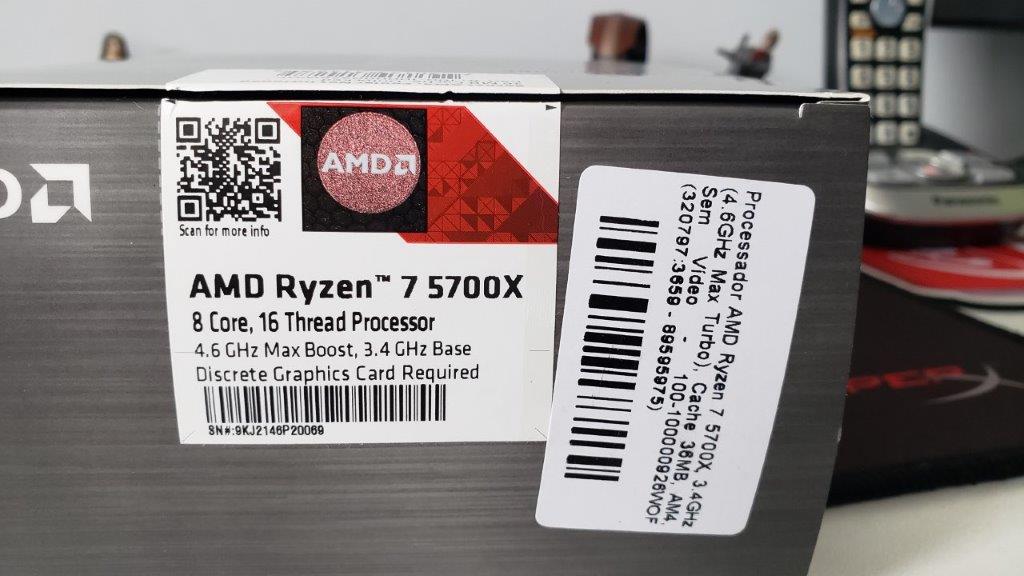 Scan for more info
AMD
AMD Ryzen™ 7 5700X
8 Core, 16 Thread Processor
4.6 GHz Max Boost, 3.4 GHz Base
Discrete Graphics Card Required
SN#:9KJ2146P20069
Processador AMD Ryzen 7 5700X, 3.4GHz
(4.6GHz Max Turbo), Cache 36MB, AM4,
Sem Vídeo - 100-100000926WOF
(320797:3659 - 89595975)
Panasonic